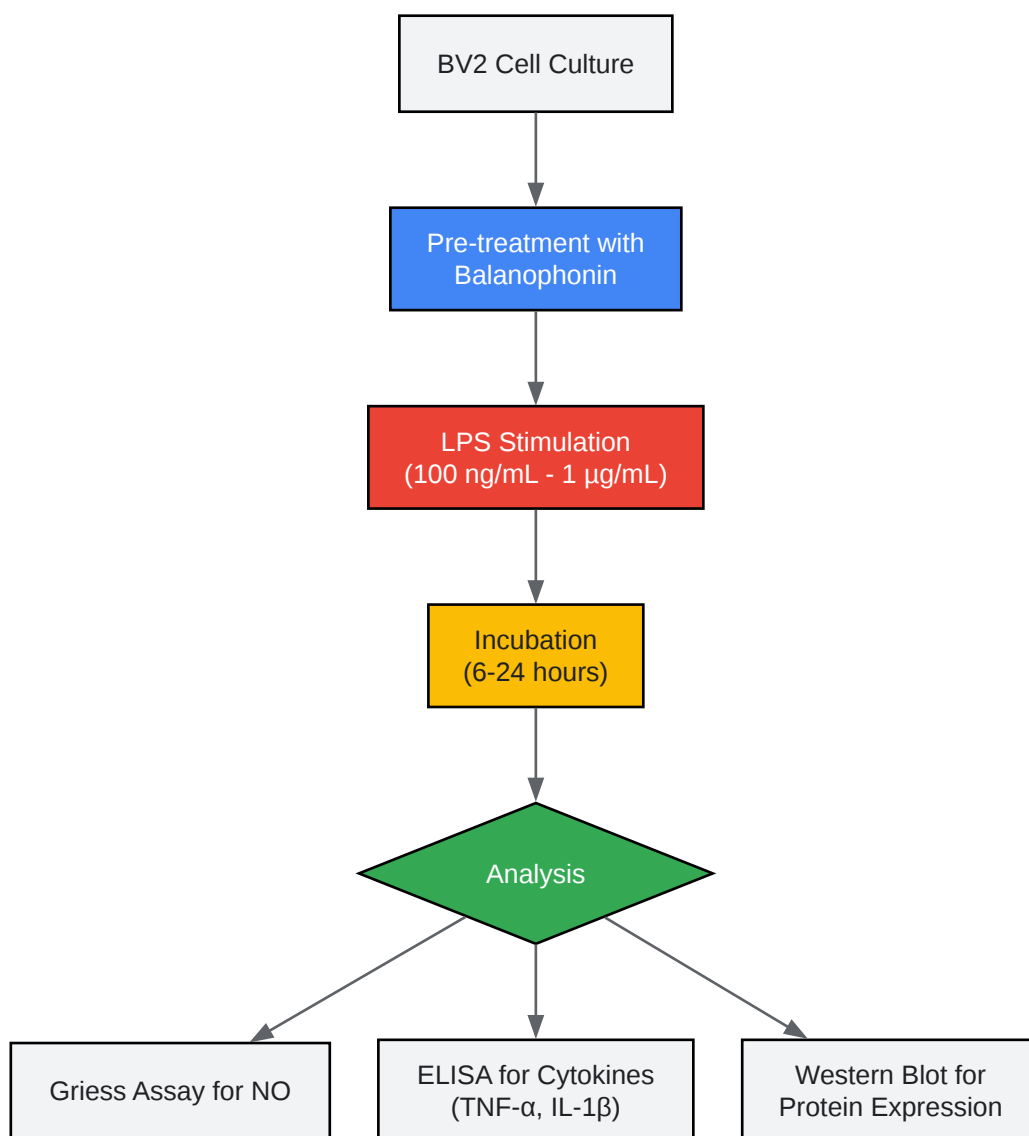 BV2 Cell Culture
Pre-treatment with
Balanophonin
LPS Stimulation
(100 ng/mL - 1 µg/mL)
Incubation
(6-24 hours)
Analysis
Griess Assay for NO
ELISA for Cytokines
(TNF-α, IL-1β)
Western Blot for
Protein Expression